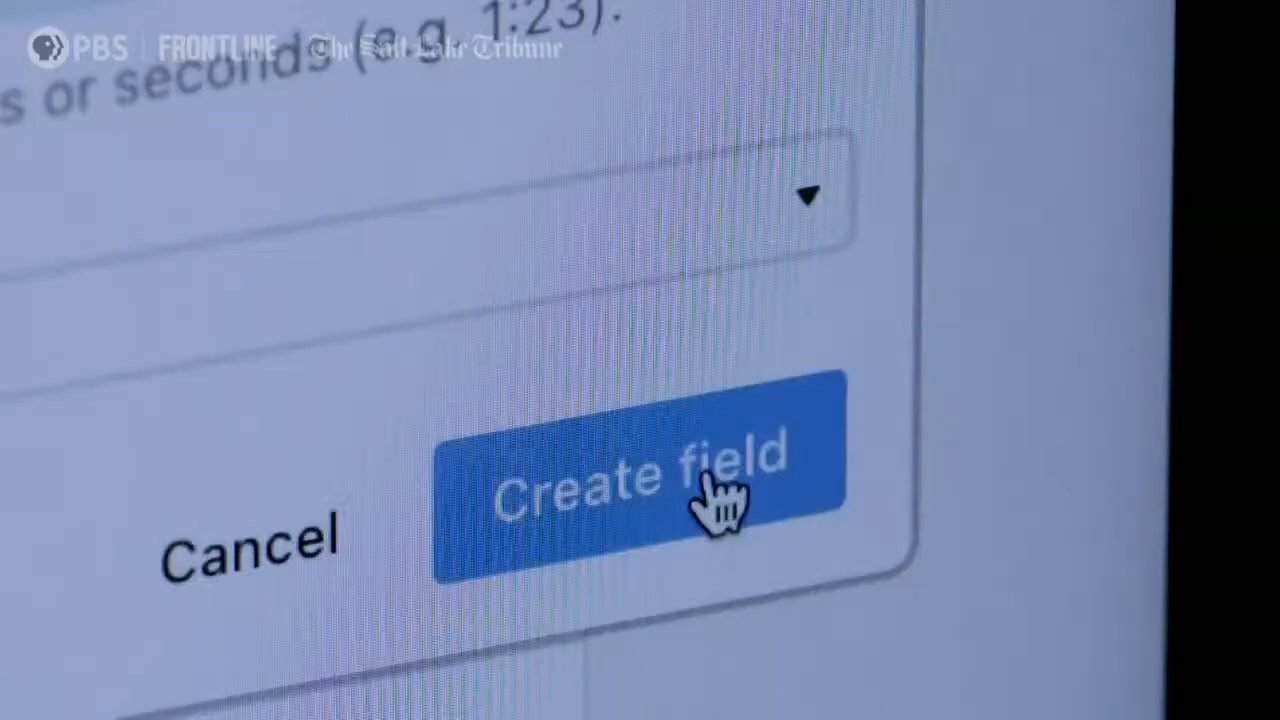 PBS | FRONTLINE The Salt Lake Tribune
s or seconds (e.g. 1:23).
Create field
Cancel